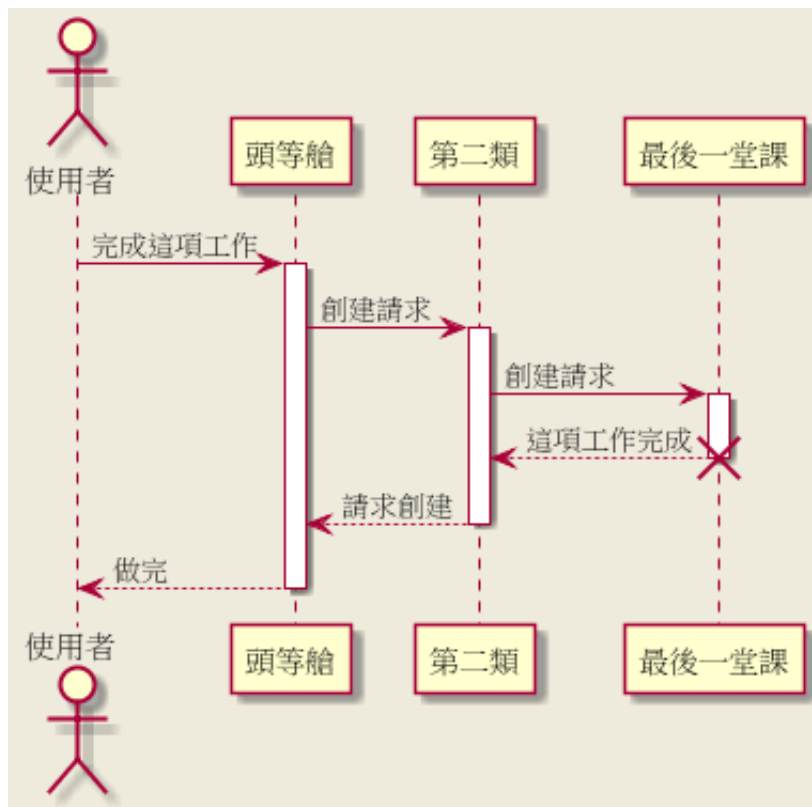 使用者
頭等艙
第二類
最後一堂課
完成這項工作
創建請求
創建請求
這項工作完成
請求創建
做完
使用者
頭等艙
第二類
最後一堂課